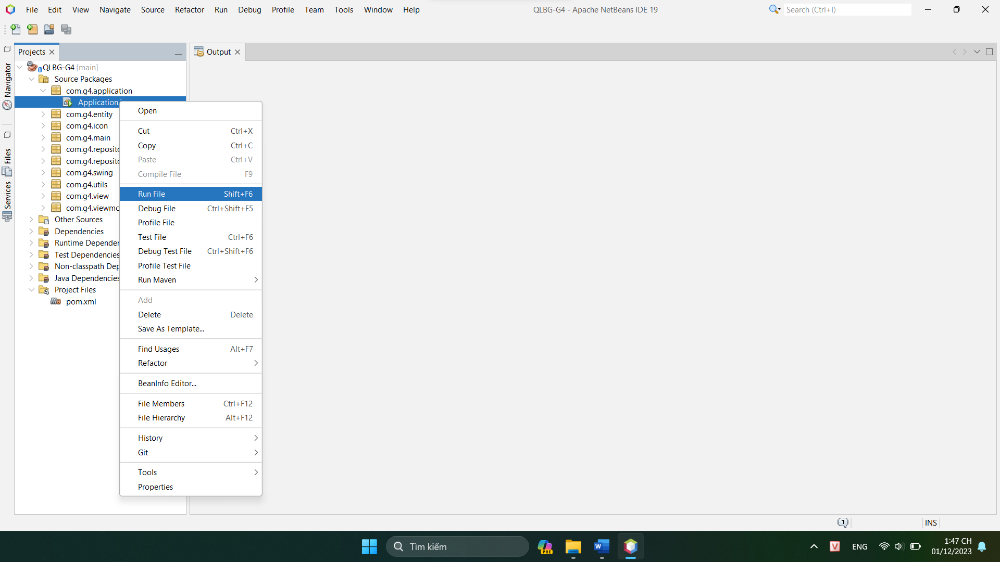 File Edit View Navigate Source Refactor Run Debug Profile Team Tools Window Help
QLBG-G4 - Apache NetBeans IDE 19
Search (Ctrl+I)
Projects
Output
Navigator
Files
Services
QLBG-G4 [main]
Source Packages
com.g4.application
Application.
com.g4.entity
com.g4.icon
com.g4.main
com.g4.reposito
com.g4.reposito
com.g4.swing
com.g4.utils
com.g4.view
com.g4.viewmo
Other Sources
Dependencies
Runtime Depender
Test Dependencies
Non-classpath Dep
Java Dependencies
Project Files
pom.xml
Open
Cut Ctrl+X
Copy Ctrl+C
Paste Ctrl+V
Compile File F9
Run File Shift+F6
Debug File Ctrl+Shift+F5
Profile File
Test File Ctrl+F6
Debug Test File Ctrl+Shift+F6
Profile Test File
Run Maven
Add
Delete Delete
Save As Template...
Find Usages Alt+F7
Refactor
BeanInfo Editor...
File Members Ctrl+F12
File Hierarchy Alt+F12
History
Git
Tools
Properties
1
INS
Tìm kiếm
PRE
W
V
ENG
1:47 CH
01/12/2023